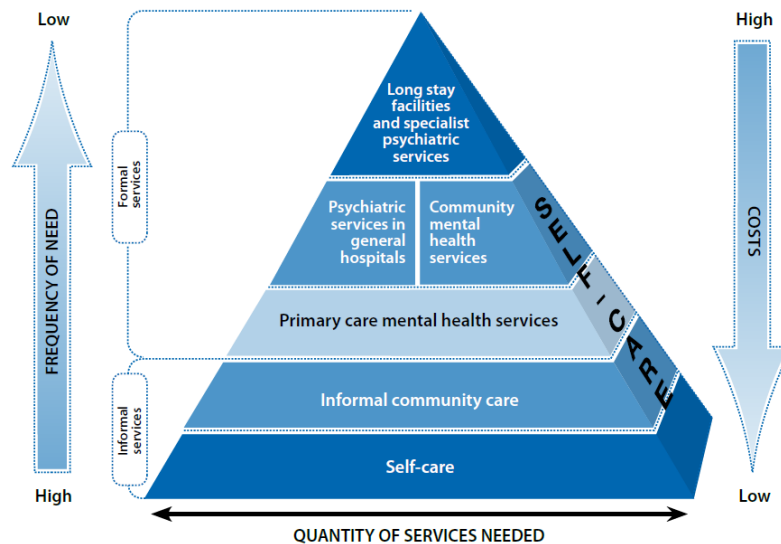 Low
High
Long stay
facilities
and specialist
psychiatric
services
Formal
services
FREQUENCY OF NEED
Psychiatric
services in
general
hospitals
Community
mental
health
services
SELF-CARE
COSTS
Primary care mental health services
Informal
services
Informal community care
Self-care
High
Low
QUANTITY OF SERVICES NEEDED